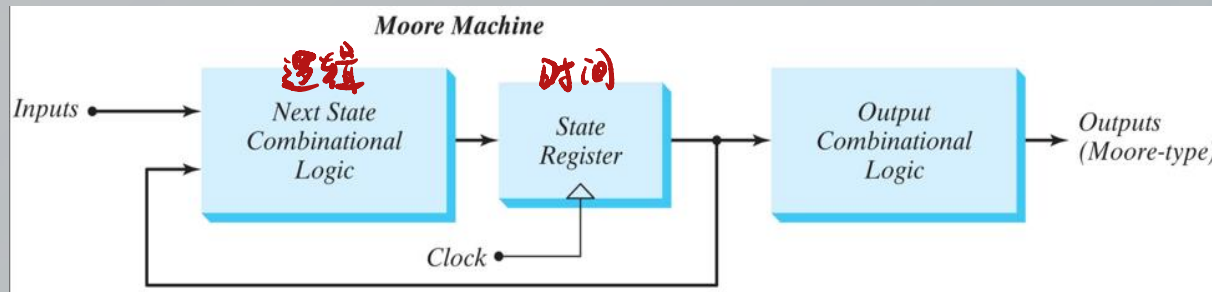 Moore Machine
逻辑
时间
Inputs
Next State
Combinational
Logic
State
Register
Output
Combinational
Logic
Outputs
(Moore-type)
Clock